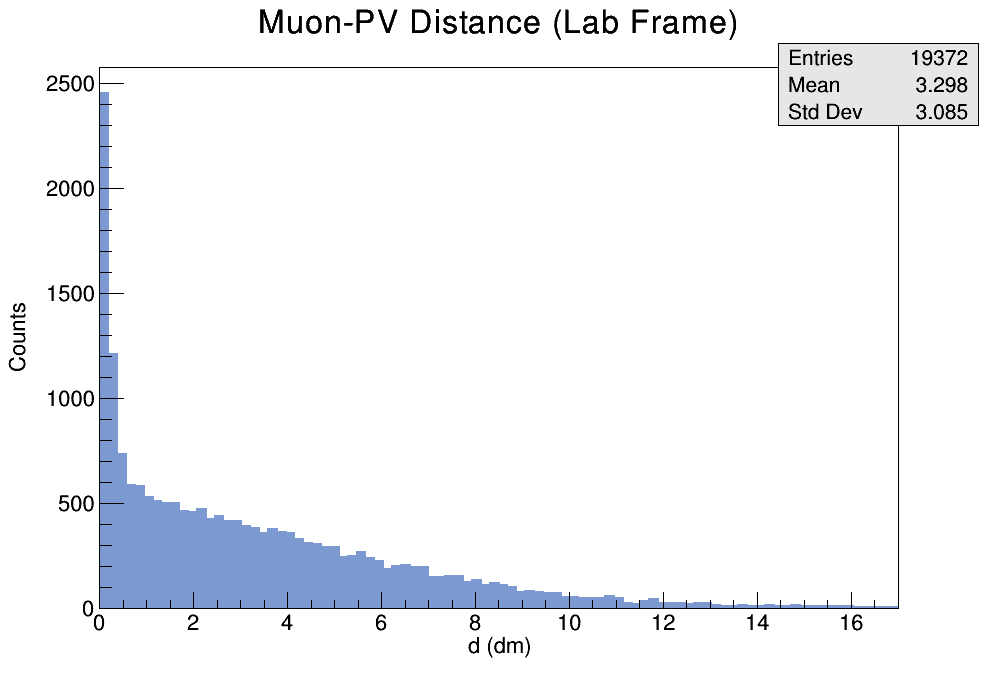 Muon-PV Distance (Lab Frame)
Entries 19372
Mean 3.298
Std Dev 3.085
2500
2000
1500
1000
500
0
Counts
0 2 4 6 8 10 12 14 16
d (dm)